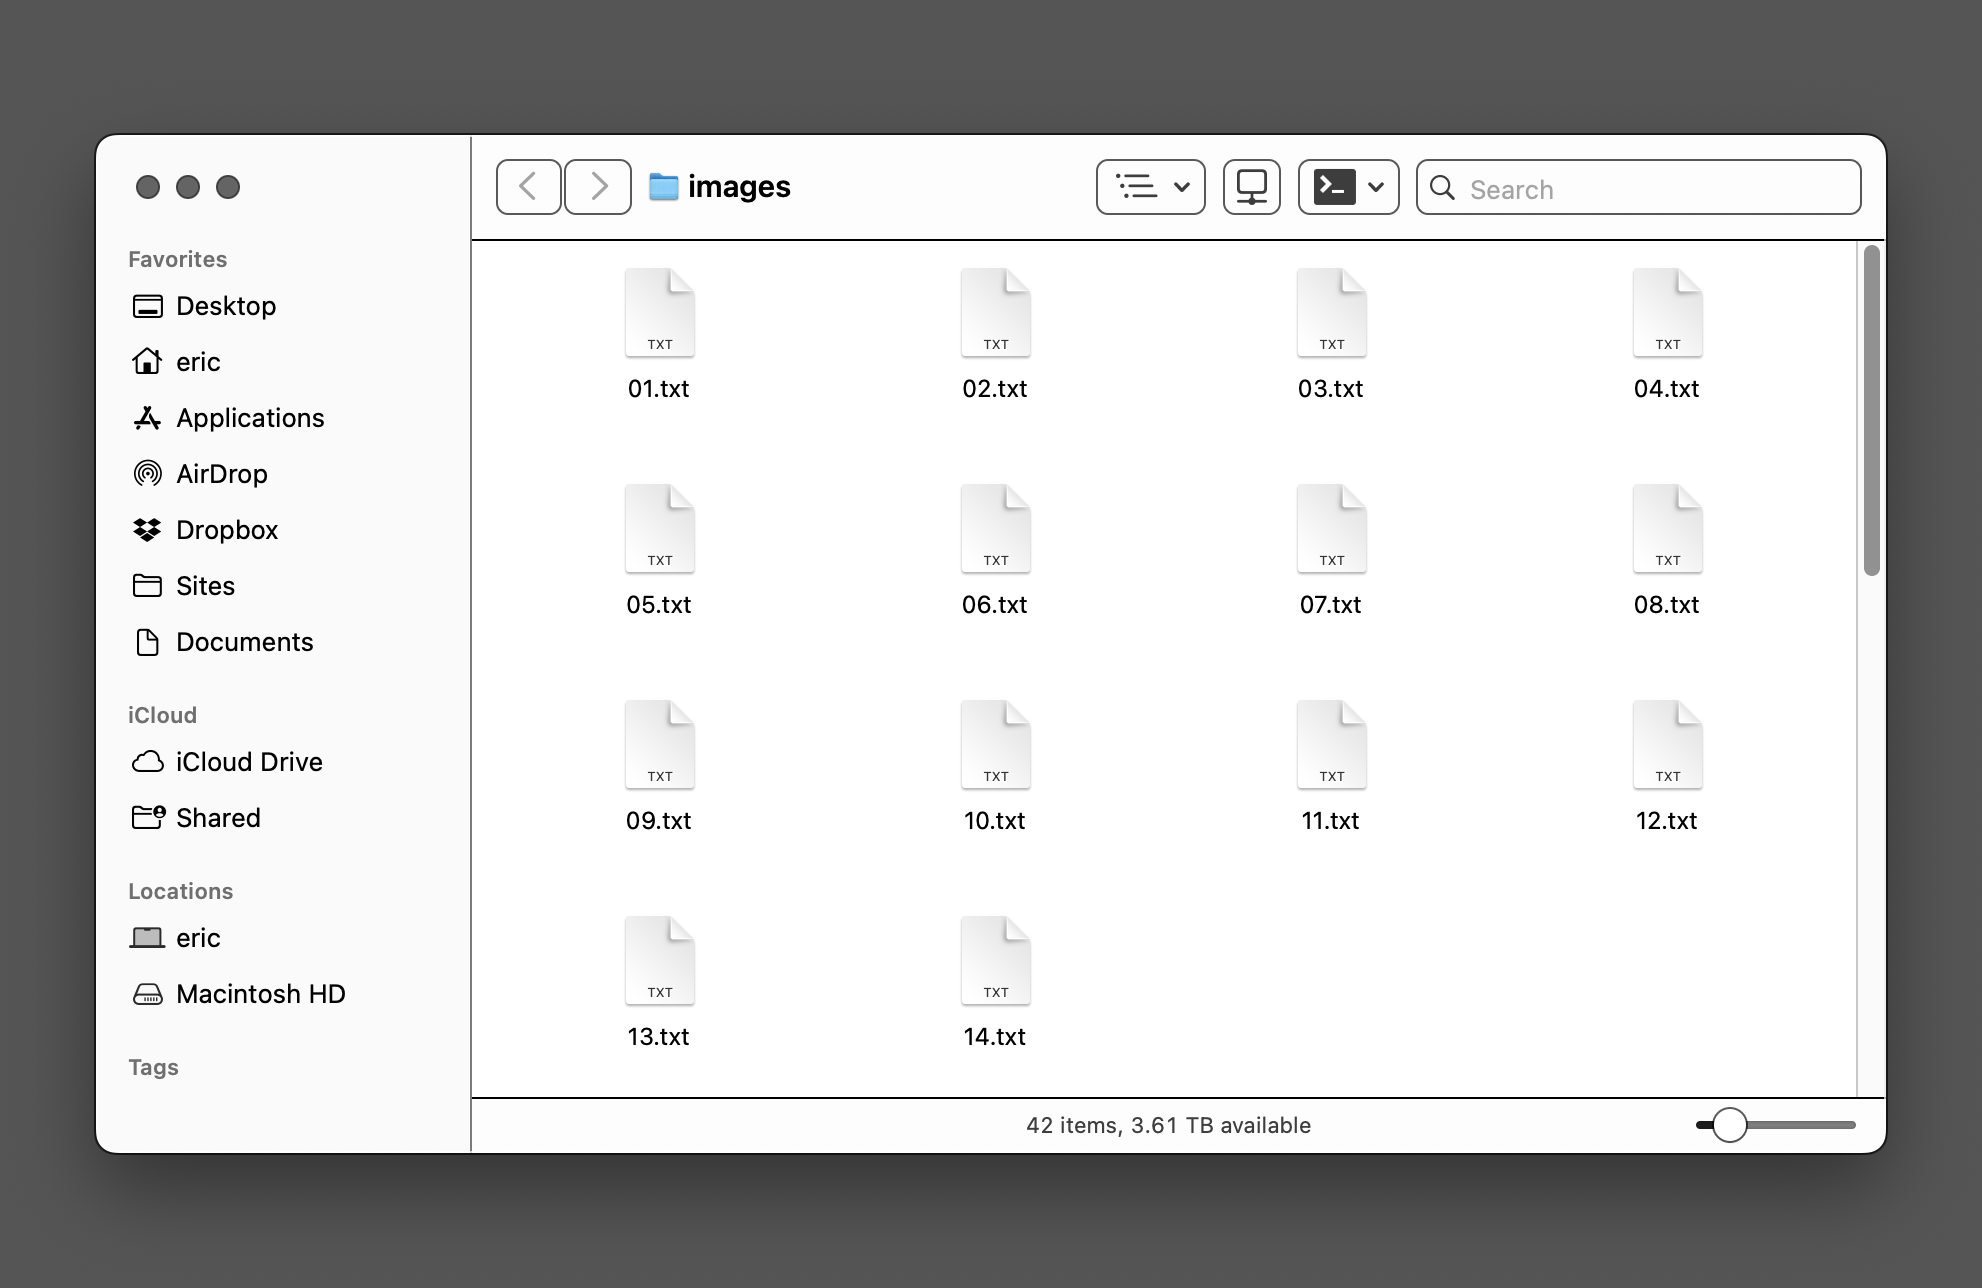 images
Search
Favorites
Desktop
eric
Applications
AirDrop
Dropbox
Sites
Documents
iCloud
iCloud Drive
Shared
Locations
eric
Macintosh HD
Tags
TXT TXT TXT TXT
01.txt 02.txt 03.txt 04.txt
TXT TXT TXT TXT
05.txt 06.txt 07.txt 08.txt
TXT TXT TXT TXT
09.txt 10.txt 11.txt 12.txt
TXT TXT
13.txt 14.txt
42 items, 3.61 TB available